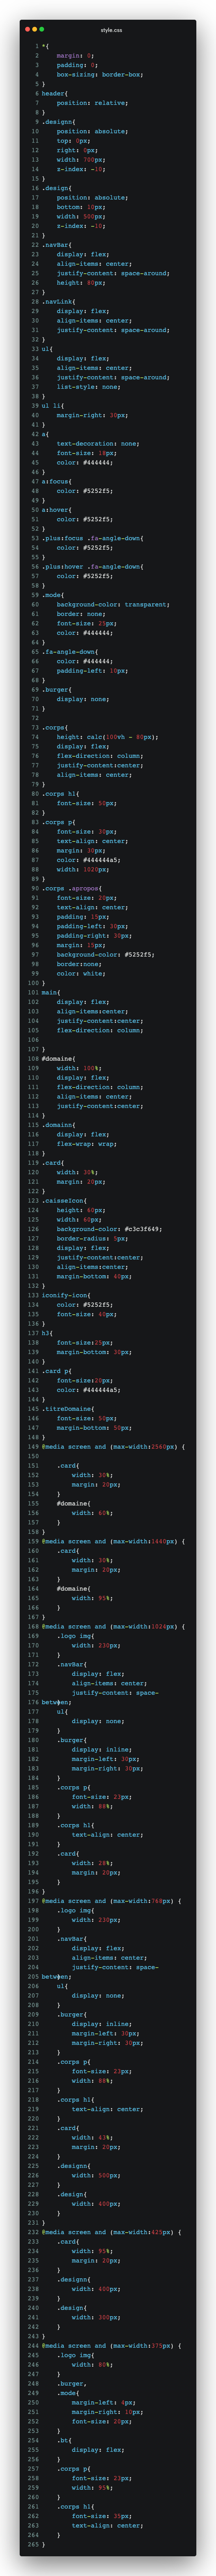 style.css
1 *{
2 margin: 0;
3 padding: 0;
4 box-sizing: border-box;
5 }
6 header{
7 position: relative;
8 }
9 .designn{
10 position: absolute;
11 top: 0px;
12 right: 0px;
13 width: 700px;
14 z-index: -10;
15 }
16 .design{
17 position: absolute;
18 bottom: 10px;
19 width: 500px;
20 z-index: -10;
21 }
22 .navBar{
23 display: flex;
24 align-items: center;
25 justify-content: space-around;
26 height: 80px;
27 }
28 .navLink{
29 display: flex;
30 align-items: center;
31 justify-content: space-around;
32 }
33 ul{
34 display: flex;
35 align-items: center;
36 justify-content: space-around;
37 list-style: none;
38 }
39 ul li{
40 margin-right: 30px;
41 }
42 a{
43 text-decoration: none;
44 font-size: 18px;
45 color: #444444;
46 }
47 a:focus{
48 color: #5252f5;
49 }
50 a:hover{
51 color: #5252f5;
52 }
53 .plus:focus .fa-angle-down{
54 color: #5252f5;
55 }
56 .plus:hover .fa-angle-down{
57 color: #5252f5;
58 }
59 .mode{
60 background-color: transparent;
61 border: none;
62 font-size: 25px;
63 color: #444444;
64 }
65 .fa-angle-down{
66 color: #444444;
67 padding-left: 10px;
68 }
69 .burger{
70 display: none;
71 }
72
73 .corps{
74 height: calc(100vh - 80px);
75 display: flex;
76 flex-direction: column;
77 justify-content:center;
78 align-items: center;
79 }
80 .corps h1{
81 font-size: 50px;
82 }
83 .corps p{
84 font-size: 30px;
85 text-align: center;
86 margin: 30px;
87 color: #444444a5;
88 width: 1020px;
89 }
90 .corps .apropos{
91 font-size: 20px;
92 text-align: center;
93 padding: 15px;
94 padding-left: 30px;
95 padding-right: 30px;
96 margin: 15px;
97 background-color: #5252f5;
98 border:none;
99 color: white;
100 }
101 main{
102 display: flex;
103 align-items:center;
104 justify-content:center;
105 flex-direction: column;
106
107 }
108 #domaine{
109 width: 100%;
110 display: flex;
111 flex-direction: column;
112 align-items: center;
113 justify-content:center;
114 }
115 .domainn{
116 display: flex;
117 flex-wrap: wrap;
118 }
119 .card{
120 width: 30%;
121 margin: 20px;
122 }
123 .caisseIcon{
124 height: 60px;
125 width: 60px;
126 background-color: #c3c3f649;
127 border-radius: 5px;
128 display: flex;
129 justify-content:center;
130 align-items:center;
131 margin-bottom: 40px;
132 }
133 iconify-icon{
134 color: #5252f5;
135 font-size: 40px;
136 }
137 h3{
138 font-size:25px;
139 margin-bottom: 30px;
140 }
141 .card p{
142 font-size:20px;
143 color: #444444a5;
144 }
145 .titreDomaine{
146 font-size: 50px;
147 margin-bottom: 50px;
148 }
149 @media screen and (max-width:2560px) {
150
151 .card{
152 width: 30%;
153 margin: 20px;
154 }
155 #domaine{
156 width: 60%;
157 }
158 }
159 @media screen and (max-width:1440px) {
160 .card{
161 width: 30%;
162 margin: 20px;
163 }
164 #domaine{
165 width: 95%;
166 }
167 }
168 @media screen and (max-width:1024px) {
169 .logo img{
170 width: 230px;
171 }
172 .navBar{
173 display: flex;
174 align-items: center;
175 justify-content: space-
176 between;
177 ul{
178 display: none;
179 }
180 .burger{
181 display: inline;
182 margin-left: 30px;
183 margin-right: 30px;
184 }
185 .corps p{
186 font-size: 23px;
187 width: 88%;
188 }
189 .corps h1{
190 text-align: center;
191 }
192 .card{
193 width: 28%;
194 margin: 20px;
195 }
196 }
197 @media screen and (max-width:768px) {
198 .logo img{
199 width: 230px;
200 }
201 .navBar{
202 display: flex;
203 align-items: center;
204 justify-content: space-
205 between;
206 ul{
207 display: none;
208 }
209 .burger{
210 display: inline;
211 margin-left: 30px;
212 margin-right: 30px;
213 }
214 .corps p{
215 font-size: 23px;
216 width: 88%;
217 }
218 .corps h1{
219 text-align: center;
220 }
221 .card{
222 width: 43%;
223 margin: 20px;
224 }
225 .designn{
226 width: 500px;
227 }
228 .design{
229 width: 400px;
230 }
231 }
232 @media screen and (max-width:425px) {
233 .card{
234 width: 95%;
235 margin: 20px;
236 }
237 .designn{
238 width: 400px;
239 }
240 .design{
241 width: 300px;
242 }
243 }
244 @media screen and (max-width:375px) {
245 .logo img{
246 width: 80%;
247 }
248 .burger,
249 .mode{
250 margin-left: 4px;
251 margin-right: 10px;
252 font-size: 20px;
253 }
254 .bt{
255 display: flex;
256 }
257 .corps p{
258 font-size: 23px;
259 width: 95%;
260 }
261 .corps h1{
262 font-size: 35px;
263 text-align: center;
264 }
265 }